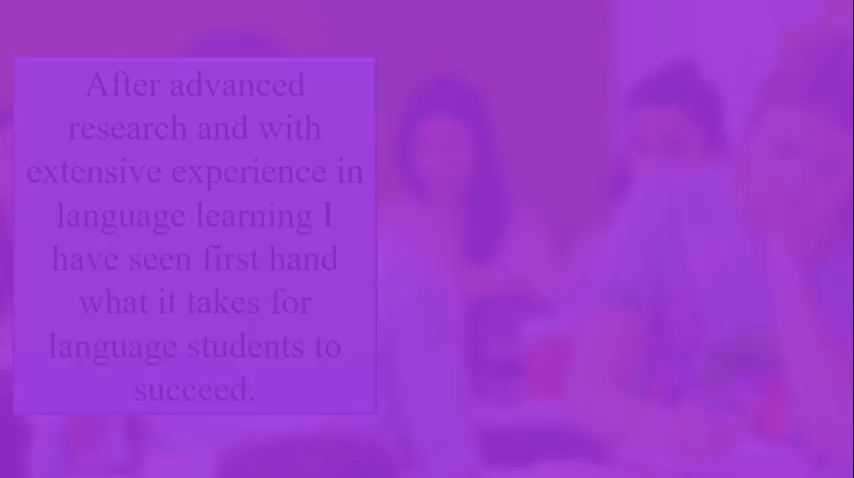 After advanced
research and with
extensive experience in
language learning I
have seen first hand
what it takes for
language students to
succeed.